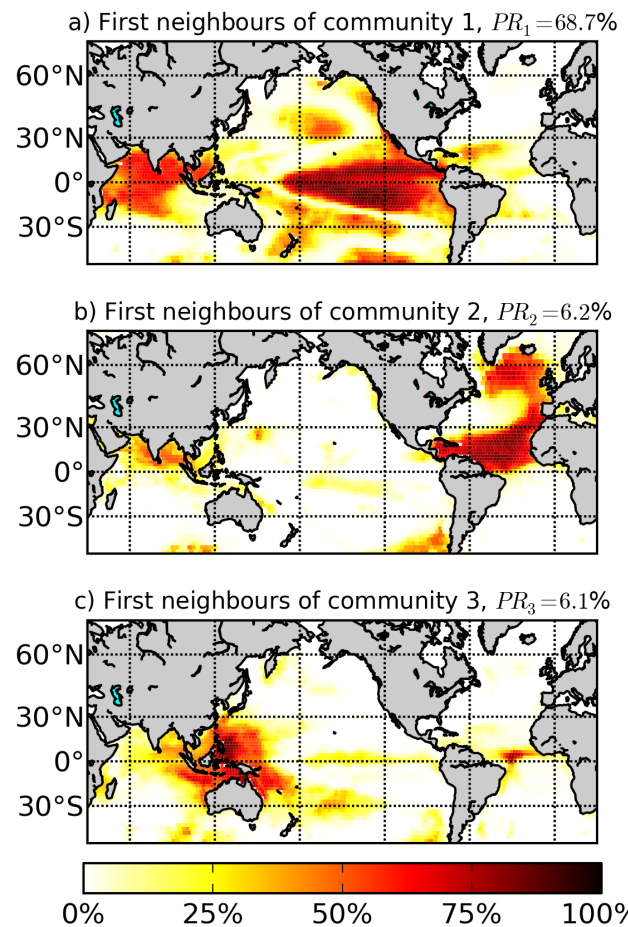 a) First neighbours of community 1, PR₁=68.7%
60°N
30°N
0°
30°S
b) First neighbours of community 2, PR₂=6.2%
60°N
30°N
0°
30°S
c) First neighbours of community 3, PR₃=6.1%
60°N
30°N
0°
30°S
0% 25% 50% 75% 100%